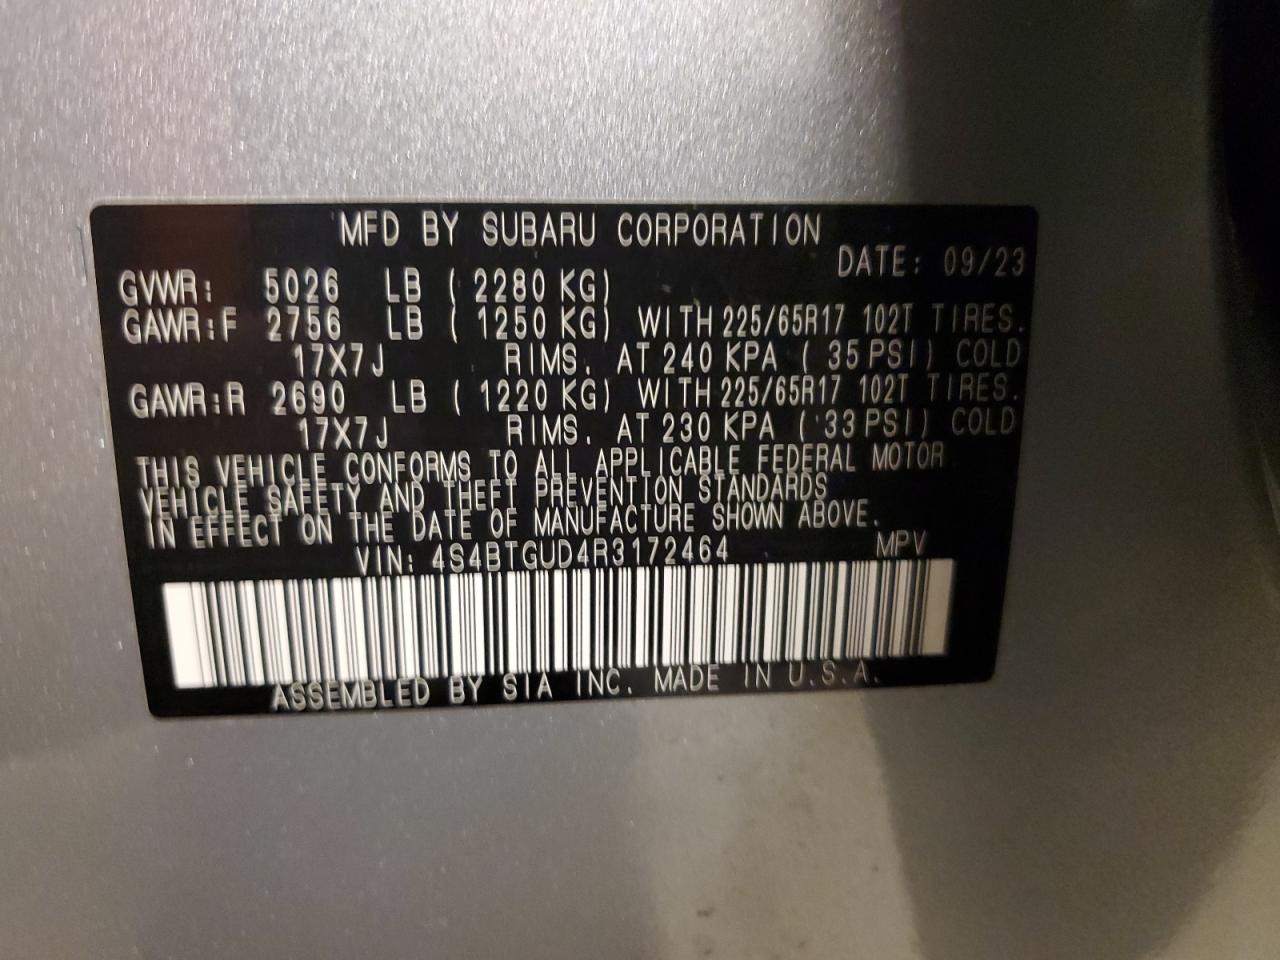 MFD BY SUBARU CORPORATION
DATE: 09/23
GVWR: 5026 LB ( 2280 KG)
GAWR:F 2756 LB ( 1250 KG) WITH 225/65R17 102T TIRES.
17X7J RIMS. AT 240 KPA ( 35 PSI) COLD
GAWR:R 2690 LB ( 1220 KG) WITH 225/65R17 102T TIRES.
17X7J RIMS. AT 230 KPA ( 33 PSI) COLD
THIS VEHICLE CONFORMS TO ALL APPLICABLE FEDERAL MOTOR
VEHICLE SAFETY AND THEFT PREVENTION STANDARDS
IN EFFECT ON THE DATE OF MANUFACTURE SHOWN ABOVE.
VIN: 4S4BTGUD4R3172464 MPV
ASSEMBLED BY SIA INC. MADE IN U.S.A.